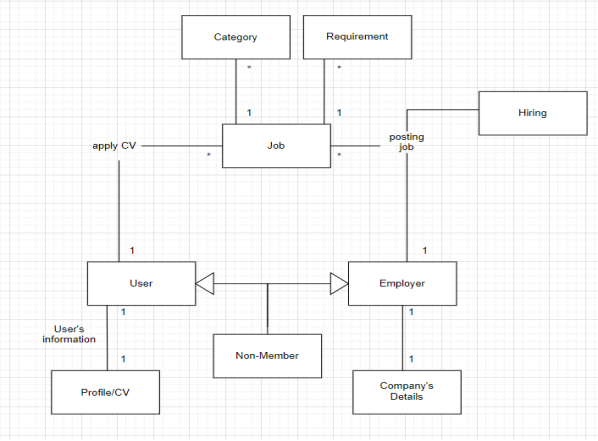 Category
Requirement
*
*
1
1
Hiring
posting
job
apply CV
Job
*
*
1
1
User
Employer
1
1
User's
information
Non-Member
1
1
Profile/CV
Company's
Details